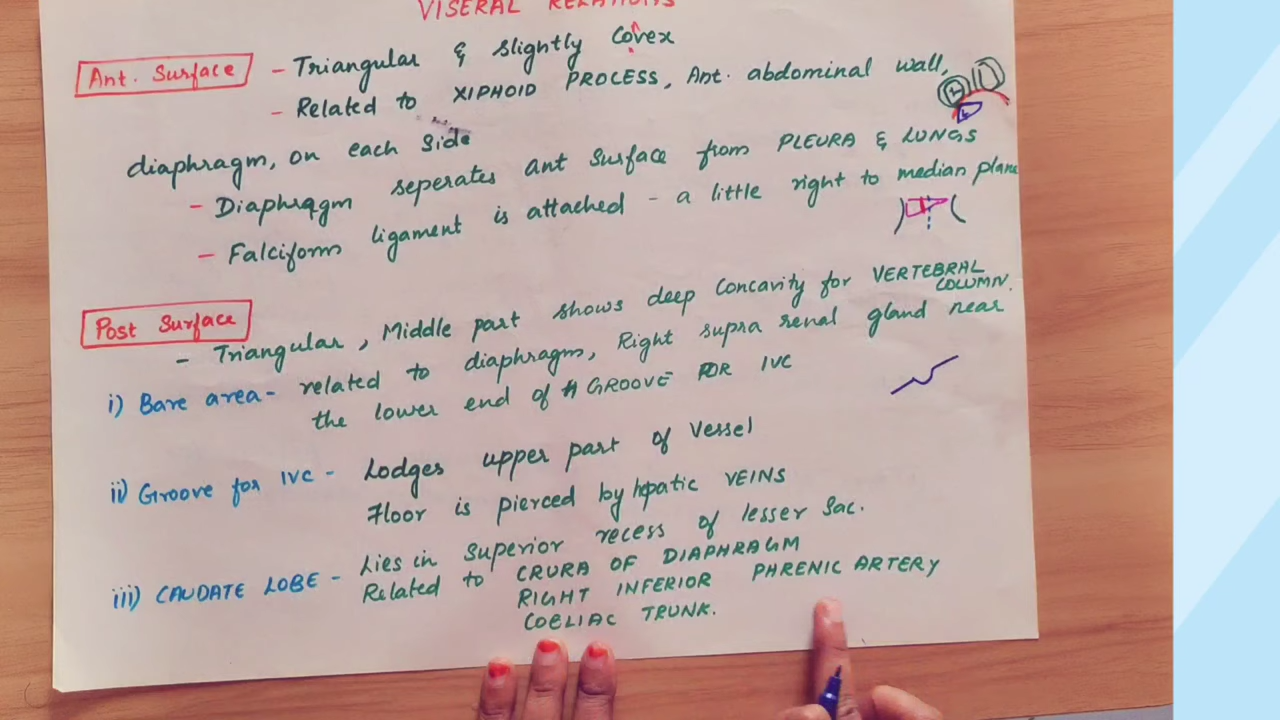 VISERAL RELATIONS
Ant. Surface - Triangular & slightly Covex
- Related to XIPHOID PROCESS, Ant. abdominal wall,
diaphragm, on each side
- Diaphragm seperates ant surface from PLEURA & LUNGS
- Falciform ligament is attached - a little right to median plane
Post Surface
- Triangular, Middle part shows deep concavity for VERTEBRAL
COLUMN.
i) Bare area- related to diaphragm, Right supra renal gland near
the lower end of GROOVE FOR IVC
ii) Groove for IVC - Lodges upper part of vessel
Floor is pierced by hepatic VEINS
iii) CAUDATE LOBE - Lies in superior recess of lesser Sac.
Related to CRURA OF DIAPHRAGM
RIGHT INFERIOR PHRENIC ARTERY
COELIAC TRUNK.